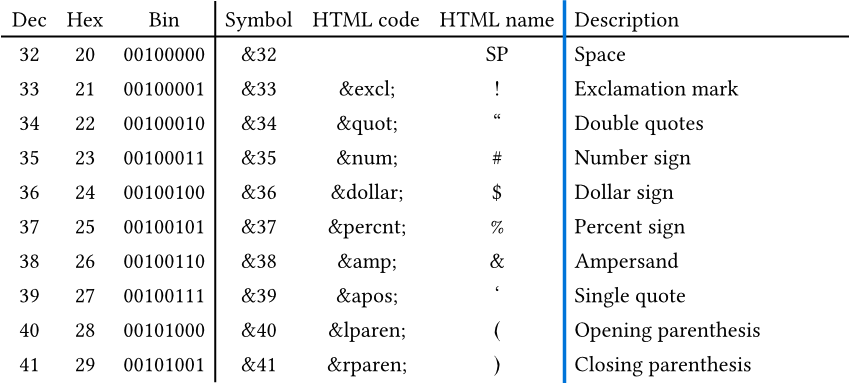 Dec Hex Bin Symbol HTML code HTML name Description
32 20 00100000 &32 SP Space
33 21 00100001 &33 &excl; ! Exclamation mark
34 22 00100010 &34 &quot; “ Double quotes
35 23 00100011 &35 &num; # Number sign
36 24 00100100 &36 &dollar; $ Dollar sign
37 25 00100101 &37 &percnt; % Percent sign
38 26 00100110 &38 &amp; & Ampersand
39 27 00100111 &39 &apos; ‘ Single quote
40 28 00101000 &40 &lparen; ( Opening parenthesis
41 29 00101001 &41 &rparen; ) Closing parenthesis